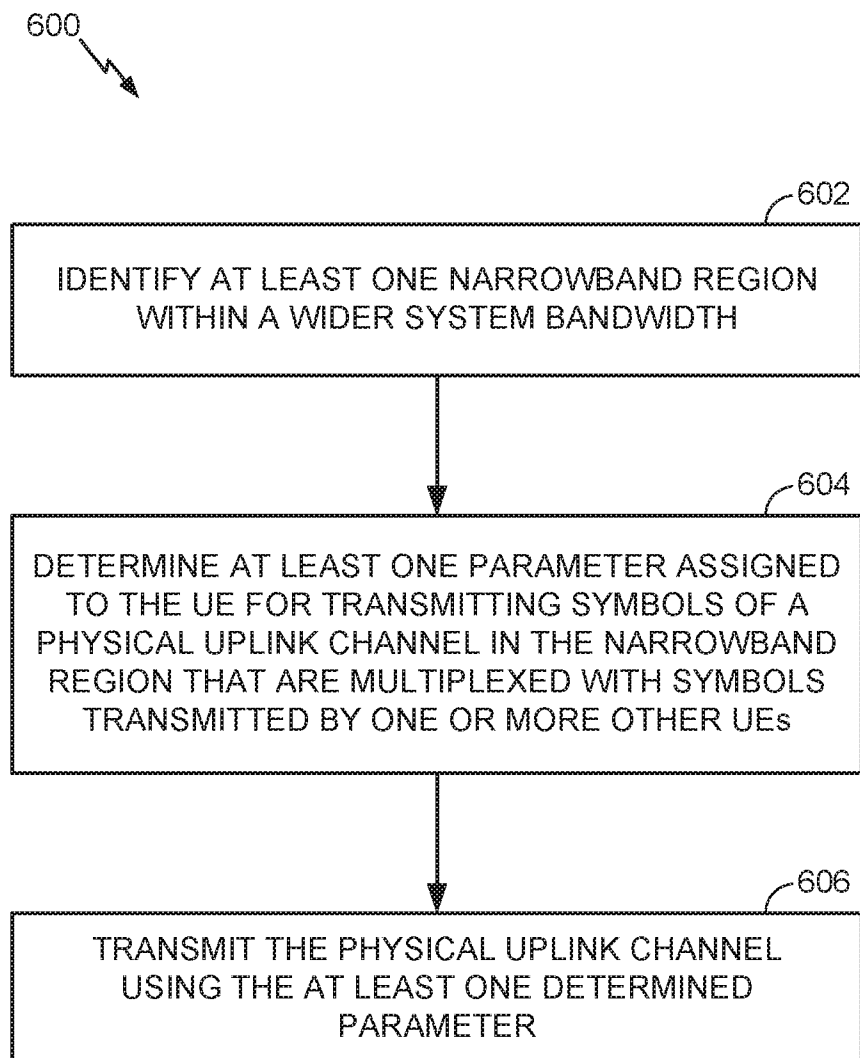 600
602
IDENTIFY AT LEAST ONE NARROWBAND REGION
WITHIN A WIDER SYSTEM BANDWIDTH
604
DETERMINE AT LEAST ONE PARAMETER ASSIGNED
TO THE UE FOR TRANSMITTING SYMBOLS OF A
PHYSICAL UPLINK CHANNEL IN THE NARROWBAND
REGION THAT ARE MULTIPLEXED WITH SYMBOLS
TRANSMITTED BY ONE OR MORE OTHER UEs
606
TRANSMIT THE PHYSICAL UPLINK CHANNEL
USING THE AT LEAST ONE DETERMINED
PARAMETER